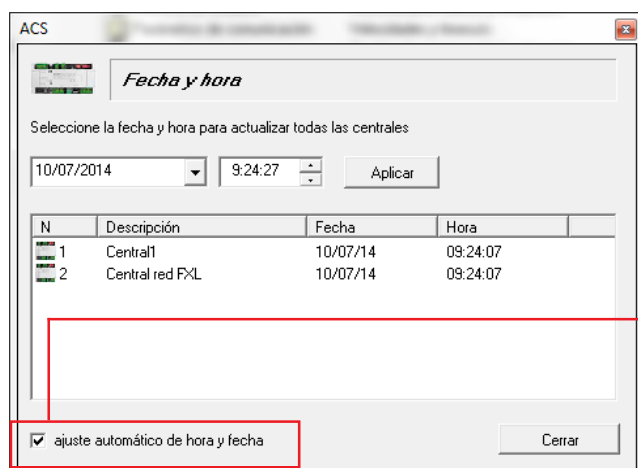 ACS
Fecha y hora
Seleccione la fecha y hora para actualizar todas las centrales
10/07/2014 9:24:27 Aplicar
N Descripción Fecha Hora
1 Central1 10/07/14 09:24:07
2 Central red FXL 10/07/14 09:24:07
ajuste automático de hora y fecha Cerrar